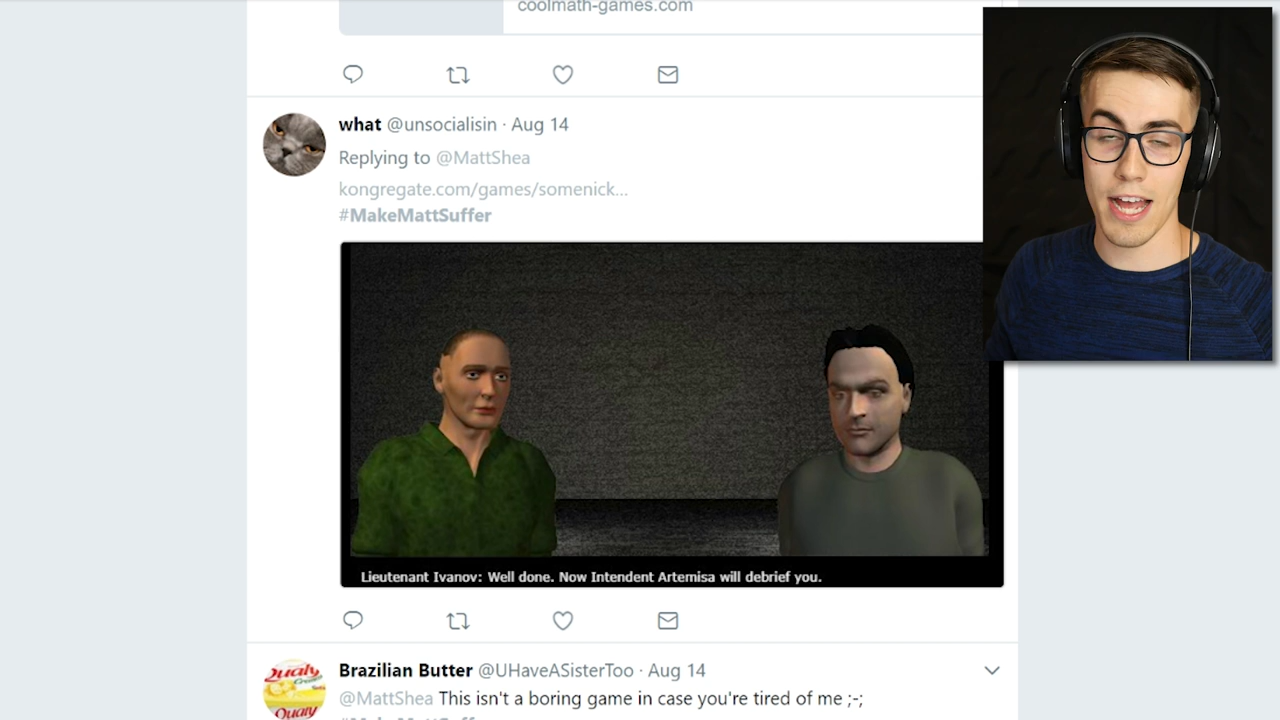 coolmath-games.com
what @unsocialisin · Aug 14
Replying to @MattShea
kongregate.com/games/somenick...
#MakeMattSuffer
Lieutenant Ivanov: Well done. Now Intendent Artemisa will debrief you.
Brazilian Butter @UHaveASisterToo · Aug 14
@MattShea This isn't a boring game in case you're tired of me ;-;
Qualy
Qualy